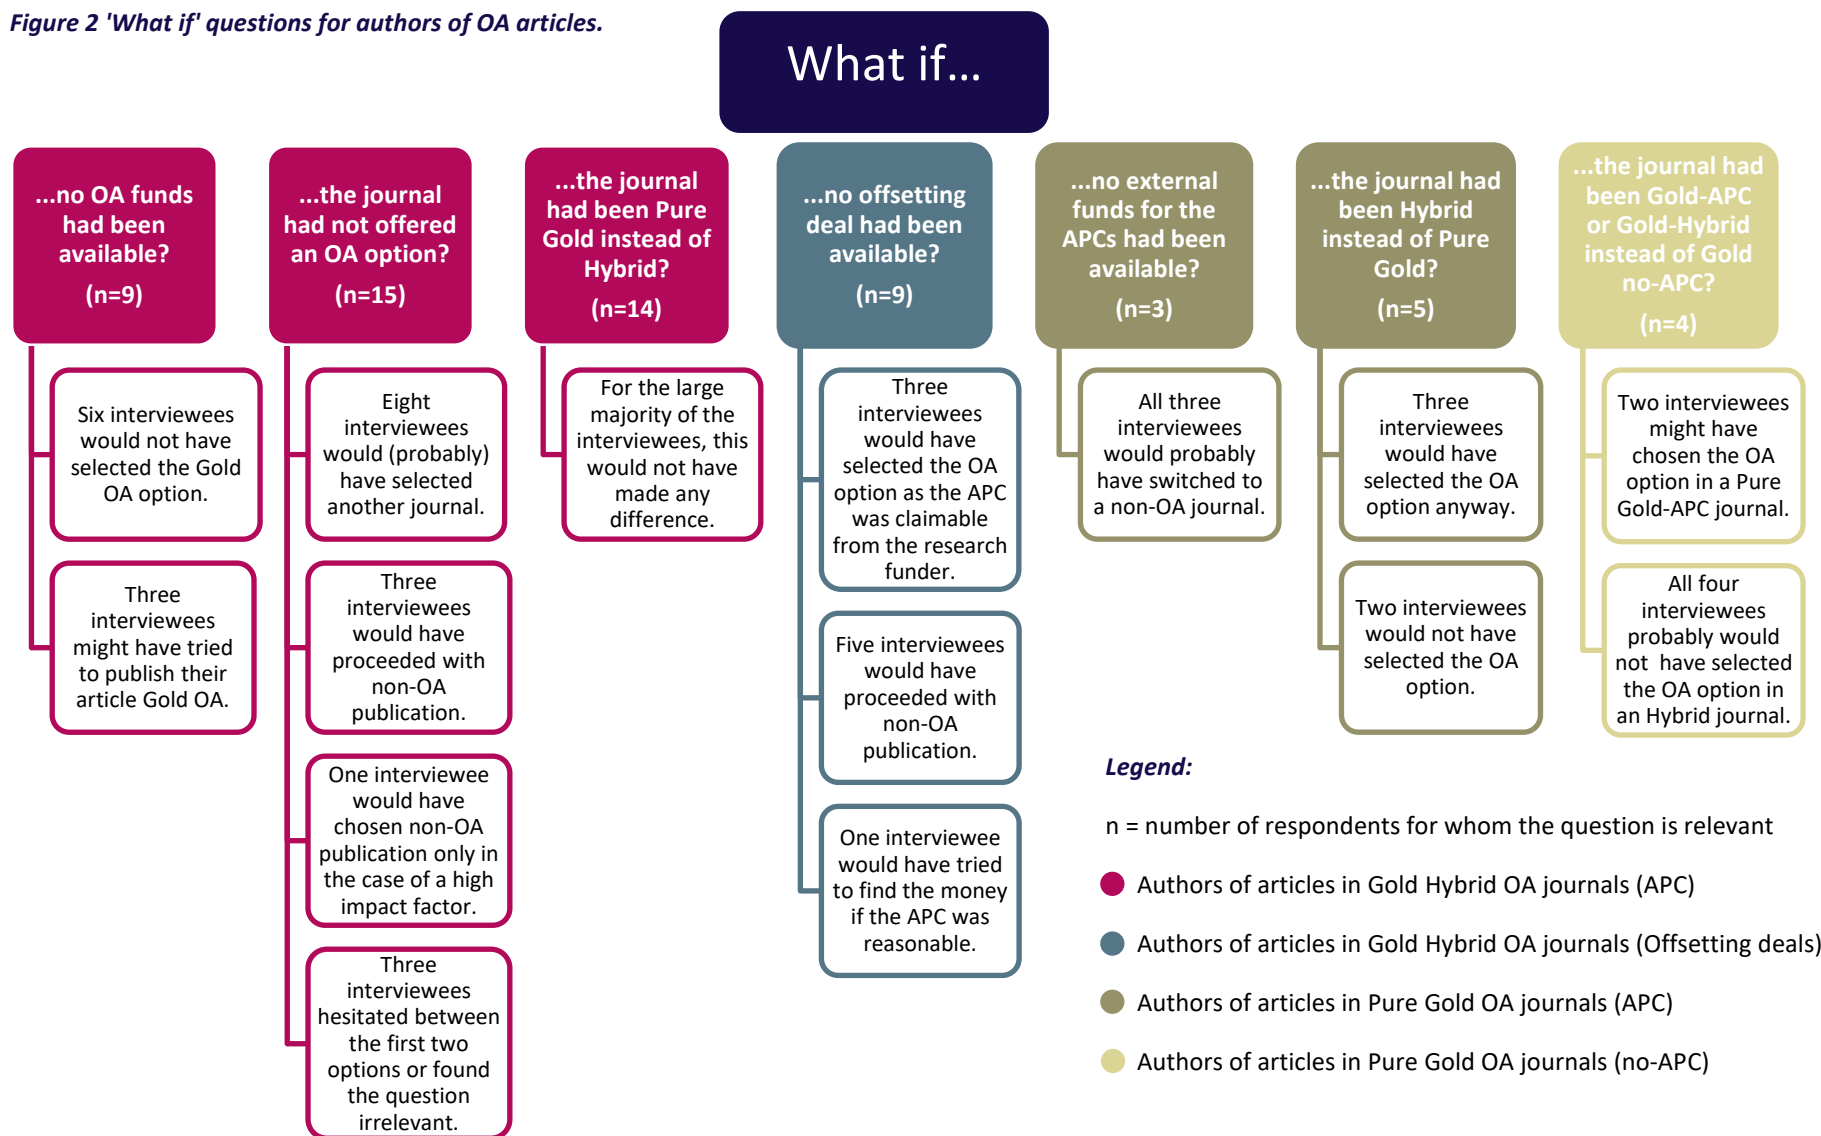 Figure 2 'What if' questions for authors of OA articles.
What if...
...no OA funds
had been
available?
(n=9)
Six interviewees
would not have
selected the Gold
OA option.
Three
interviewees
might have tried
to publish their
article Gold OA.
...the journal
had not offered
an OA option?
(n=15)
Eight
interviewees
would (probably)
have selected
another journal.
Three
interviewees
would have
proceeded with
non-OA
publication.
One interviewee
would have
chosen non-OA
publication only in
the case of a high
impact factor.
Three
interviewees
hesitated between
the first two
options or found
the question
irrelevant.
...the journal
had been Pure
Gold instead of
Hybrid?
(n=14)
For the large
majority of the
interviewees, this
would not have
made any
difference.
...no offsetting
deal had been
available?
(n=9)
Three
interviewees
would have
selected the OA
option as the APC
was claimable
from the research
funder.
Five interviewees
would have
proceeded with
non-OA
publication.
One interviewee
would have tried
to find the money
if the APC was
reasonable.
...no external
funds for the
APCs had been
available?
(n=3)
All three
interviewees
would probably
have switched to
a non-OA journal.
...the journal had
been Hybrid
instead of Pure
Gold?
(n=5)
Three
interviewees
would have
selected the OA
option anyway.
Two interviewees
would not have
selected the OA
option.
...the journal had
been Gold-APC
or Gold-Hybrid
instead of Gold
no-APC?
(n=4)
Two interviewees
might have
chosen the OA
option in a Pure
Gold-APC journal.
All four
interviewees
probably would
not  have selected
the OA option in
an Hybrid journal.
Legend:
n = number of respondents for whom the question is relevant
Authors of articles in Gold Hybrid OA journals (APC)
Authors of articles in Gold Hybrid OA journals (Offsetting deals)
Authors of articles in Pure Gold OA journals (APC)
Authors of articles in Pure Gold OA journals (no-APC)